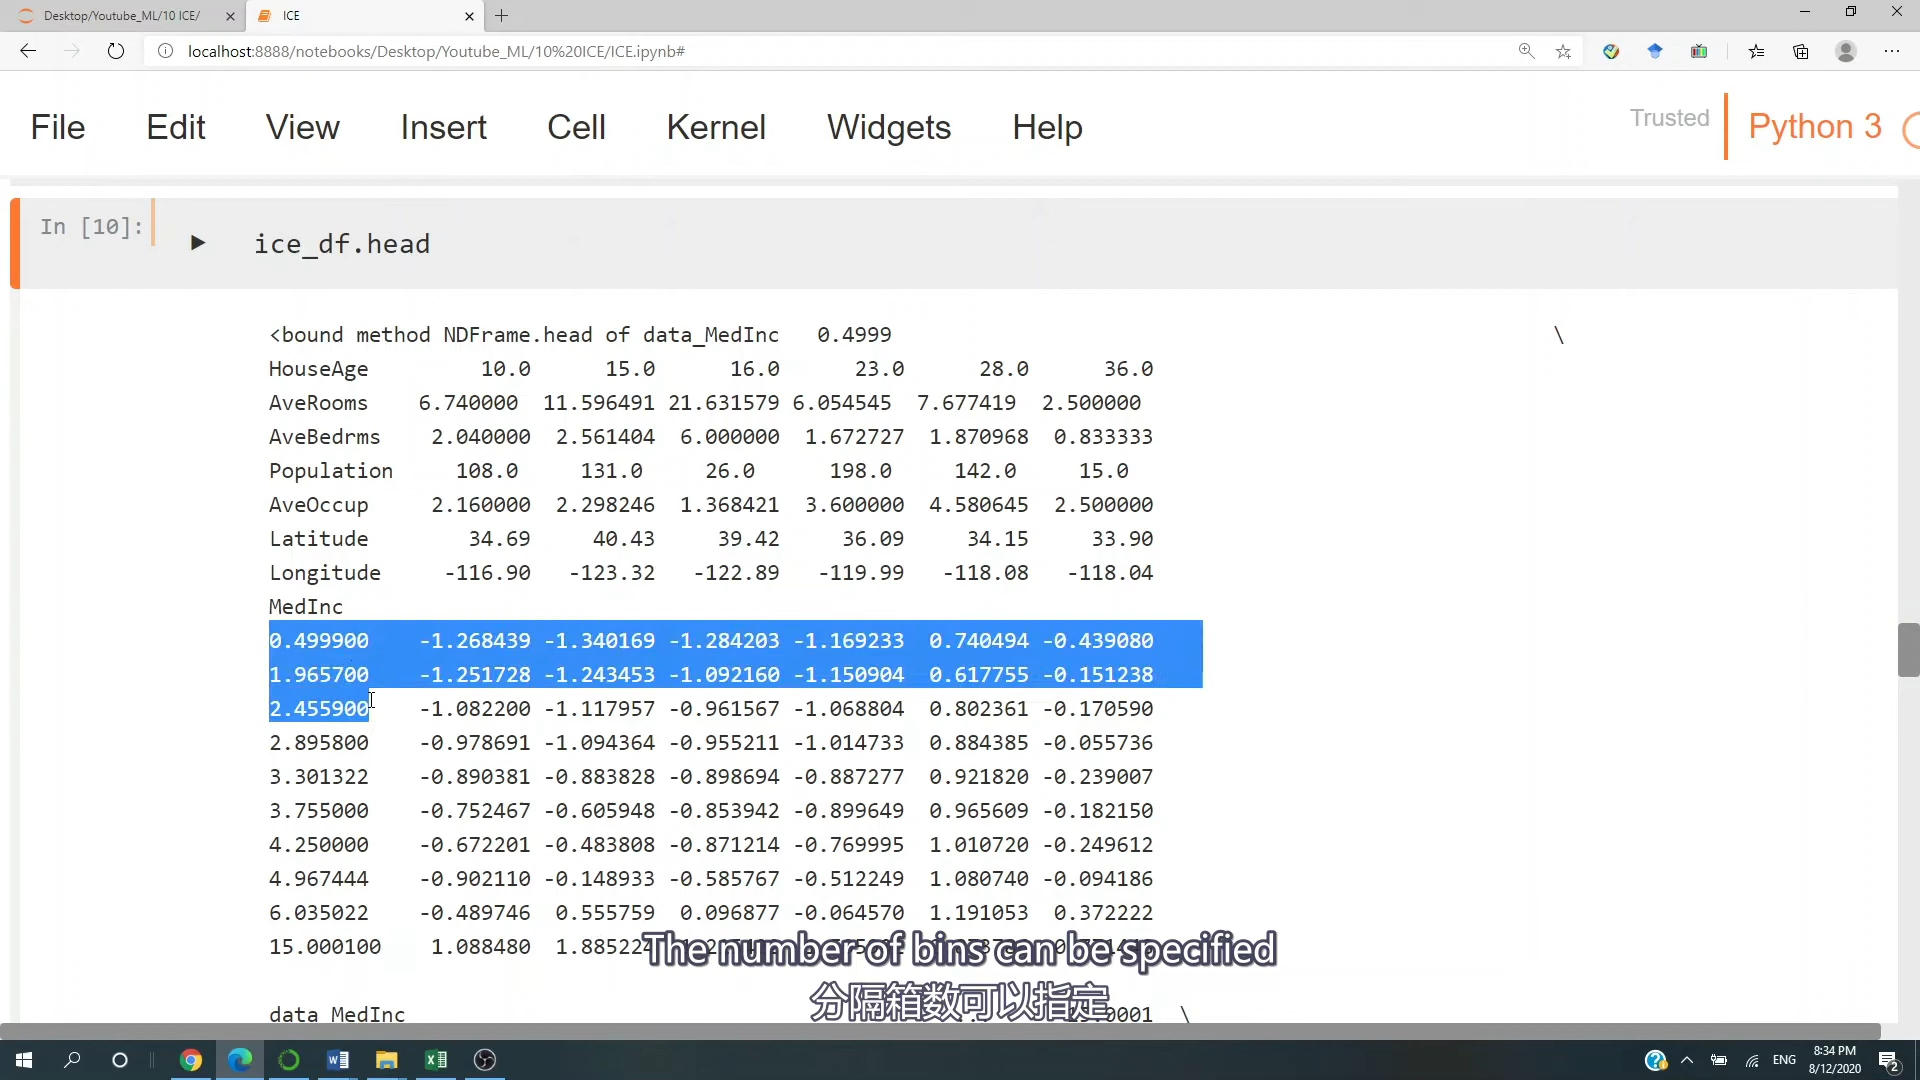 Desktop/Youtube_ML/10 ICE/
ICE
localhost:8888/notebooks/Desktop/Youtube_ML/10%20ICE/ICE.ipynb#
File Edit View Insert Cell Kernel Widgets Help
Trusted
Python 3
In [10]:
ice_df.head
<bound method NDFrame.head of data_MedInc 0.4999 \
HouseAge 10.0 15.0 16.0 23.0 28.0 36.0
AveRooms 6.740000 11.596491 21.631579 6.054545 7.677419 2.500000
AveBedrms 2.040000 2.561404 6.000000 1.672727 1.870968 0.833333
Population 108.0 131.0 26.0 198.0 142.0 15.0
AveOccup 2.160000 2.298246 1.368421 3.600000 4.580645 2.500000
Latitude 34.69 40.43 39.42 36.09 34.15 33.90
Longitude -116.90 -123.32 -122.89 -119.99 -118.08 -118.04
MedInc
0.499900 -1.268439 -1.340169 -1.284203 -1.169233 0.740494 -0.439080
1.965700 -1.251728 -1.243453 -1.092160 -1.150904 0.617755 -0.151238
2.455900 -1.082200 -1.117957 -0.961567 -1.068804 0.802361 -0.170590
2.895800 -0.978691 -1.094364 -0.955211 -1.014733 0.884385 -0.055736
3.301322 -0.890381 -0.883828 -0.898694 -0.887277 0.921820 -0.239007
3.755000 -0.752467 -0.605948 -0.853942 -0.899649 0.965609 -0.182150
4.250000 -0.672201 -0.483808 -0.871214 -0.769995 1.010720 -0.249612
4.967444 -0.902110 -0.148933 -0.585767 -0.512249 1.080740 -0.094186
6.035022 -0.489746 0.555759 0.096877 -0.064570 1.191053 0.372222
15.000100 1.088480
The number of bins can be specified
分隔箱数可以指定
data_MedInc \
ENG
8:34 PM
8/12/2020
2